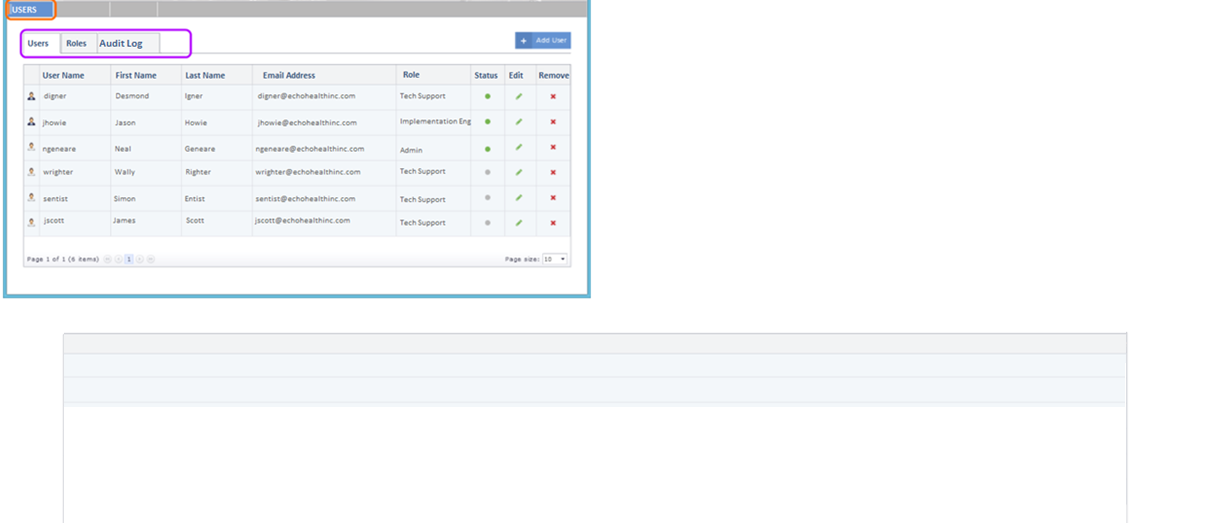 USERS
Users Roles Audit Log + Add User
User Name First Name Last Name Email Address Role Status Edit Remove
digner Desmond Igner digner@echohealthinc.com Tech Support
jhowie Jason Howie jhowie@echohealthinc.com Implementation Eng
ngeneare Neal Geneare ngeneare@echohealthinc.com Admin
wrighter Wally Righter wrighter@echohealthinc.com Tech Support
sentist Simon Entist sentist@echohealthinc.com Tech Support
jscott James Scott jscott@echohealthinc.com Tech Support
Page 1 of 1 (6 items) 1 Page size: 10